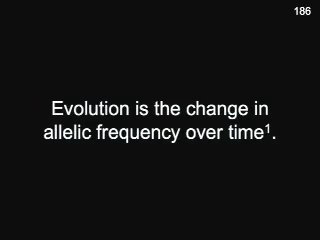 186
Evolution is the change in
allelic frequency over time¹.